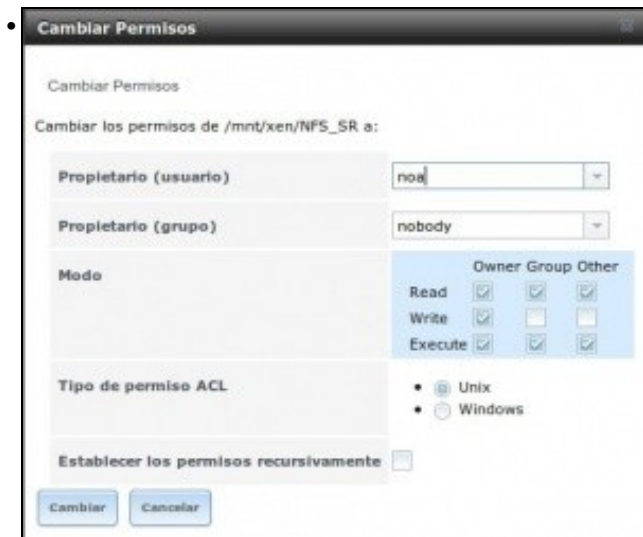 Cambiar Permisos
Cambiar Permisos
Cambiar los permisos de /mnt/xen/NFS_SR a:
Propietario (usuario) noa
Propietario (grupo) nobody
Modo Owner Group Other
Read
Write
Execute
Tipo de permiso ACL • Unix
• Windows
Establecer los permisos recursivamente
Cambiar Cancelar